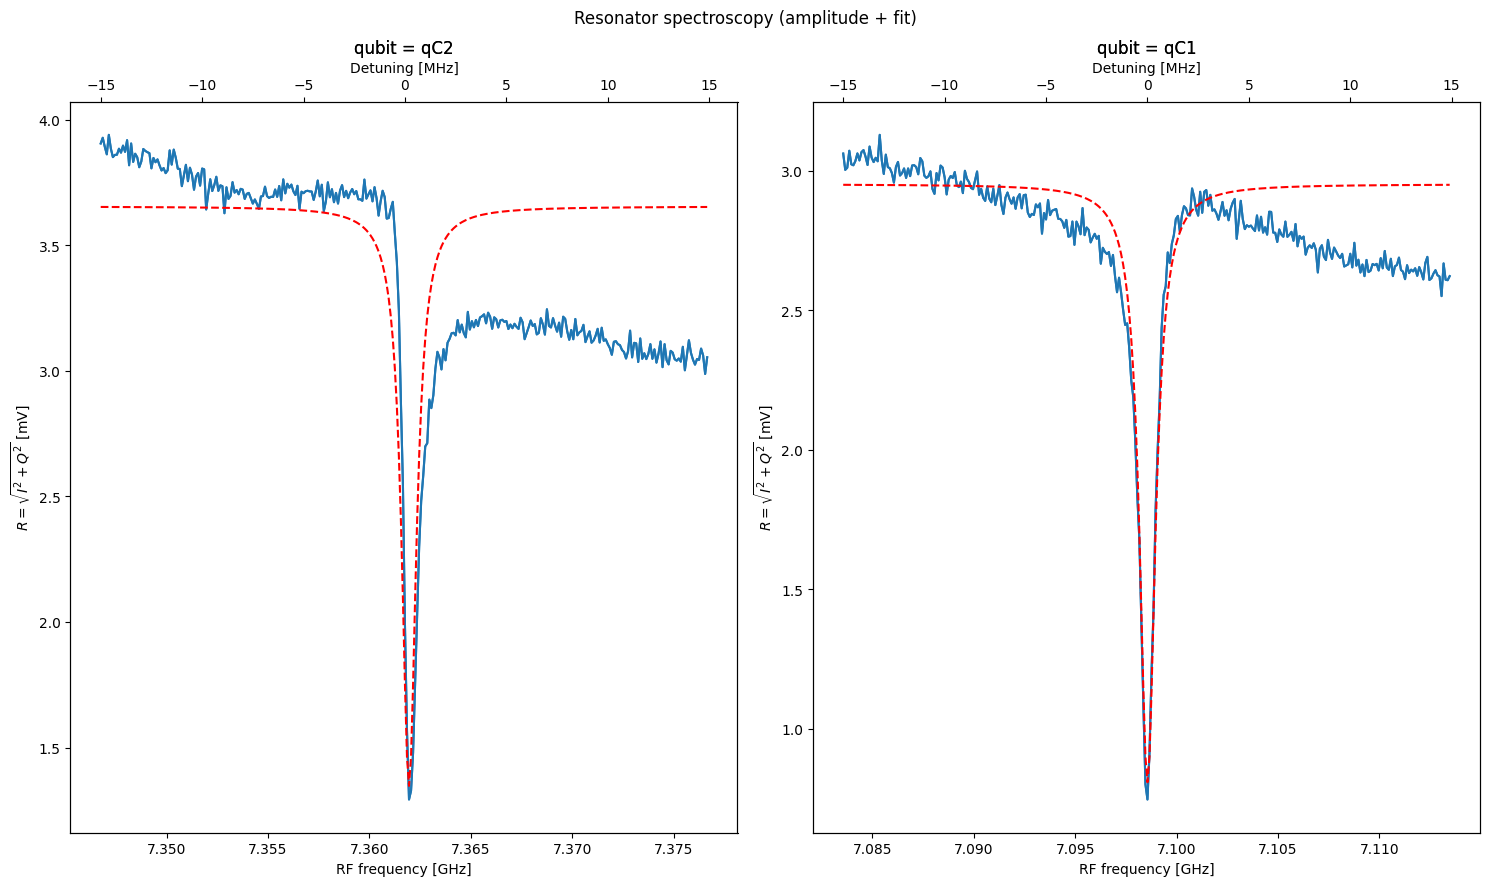 Resonator spectroscopy (amplitude + fit)
qubit = qC2
Detuning [MHz]
−15 −10 −5 0 5 10 15
4.0
3.5
3.0
2.5
2.0
1.5
R = √I² + Q² [mV]
7.350 7.355 7.360 7.365 7.370 7.375
RF frequency [GHz]
qubit = qC1
Detuning [MHz]
−15 −10 −5 0 5 10 15
3.0
2.5
2.0
1.5
1.0
R = √I² + Q² [mV]
7.085 7.090 7.095 7.100 7.105 7.110
RF frequency [GHz]